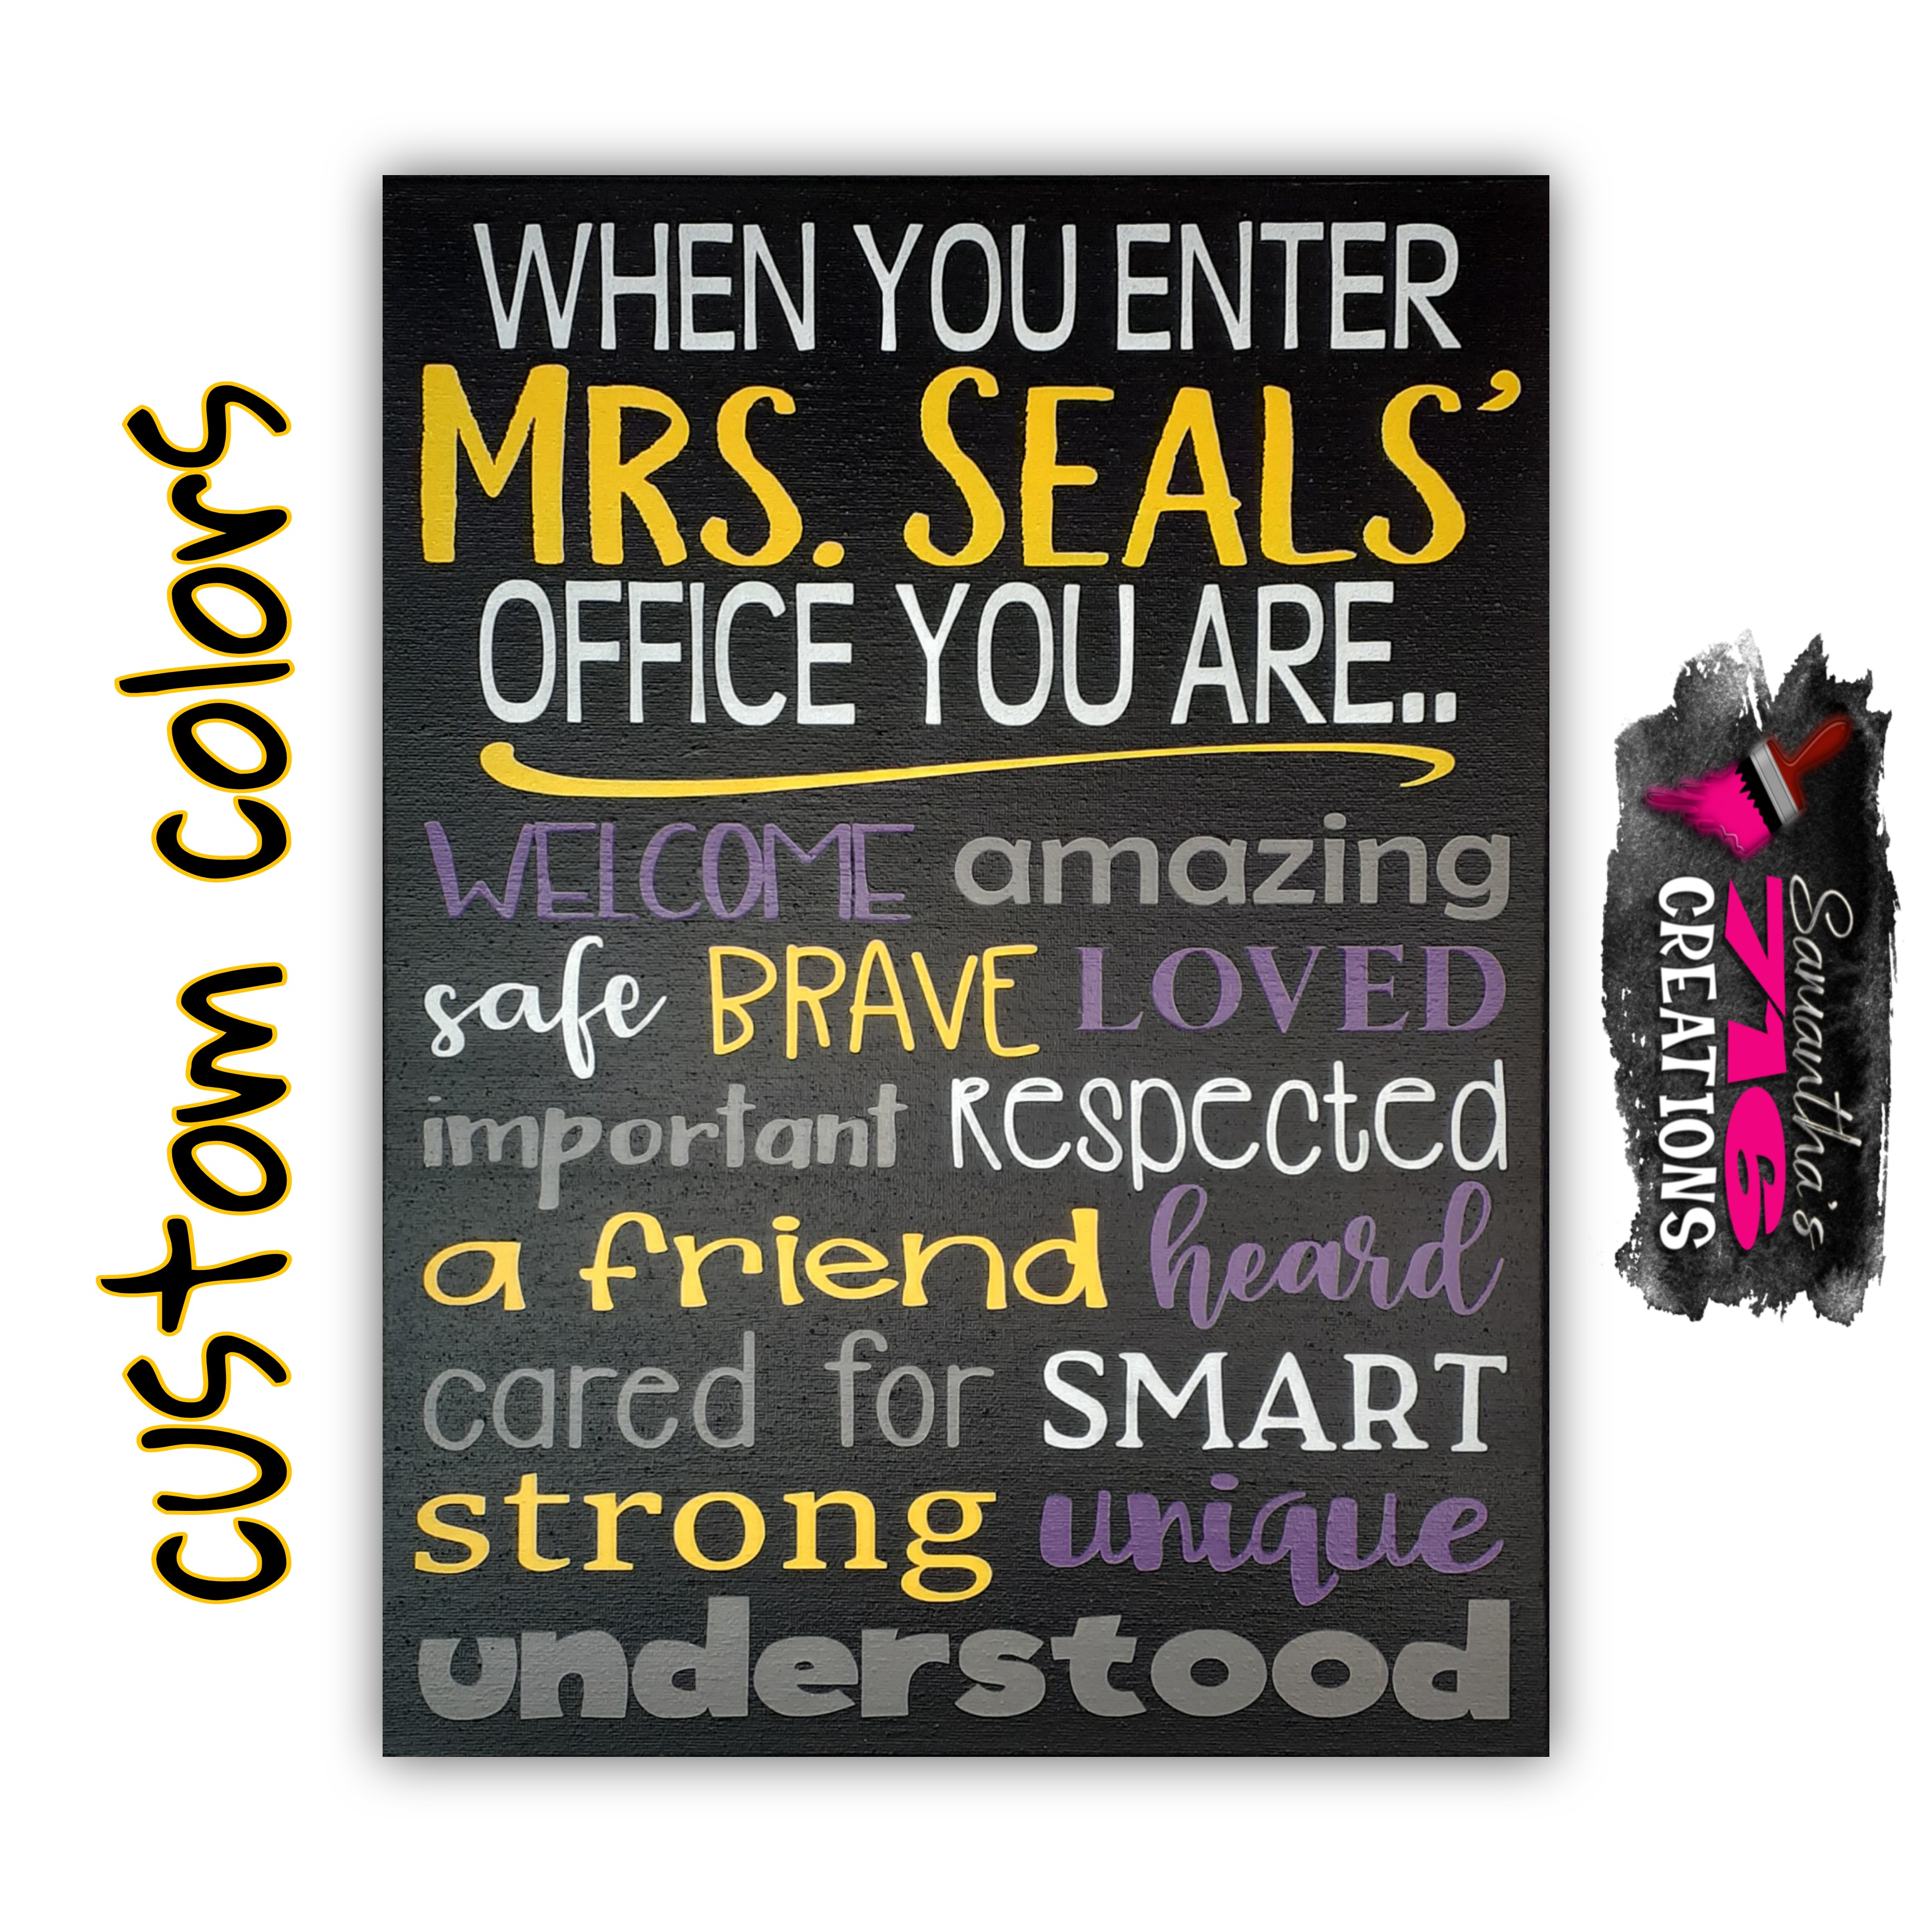 custom colors
WHEN YOU ENTER
MRS. SEALS'
OFFICE YOU ARE..
WELCOME amazing
safe BRAVE LOVED
important Respected
a friend heard
cared for SMART
strong unique
understood
Samantha's
716
CREATIONS